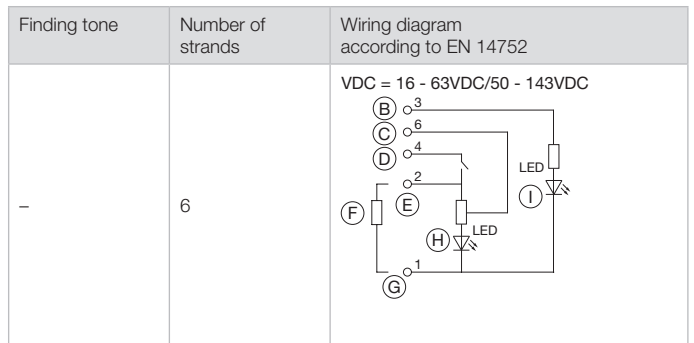 Finding tone
Number of
strands
Wiring diagram
according to EN 14752
–
6
VDC = 16 - 63VDC/50 - 143VDC
B 3
C 6
D 4
LED
2
I
F
E
LED
H
1
G